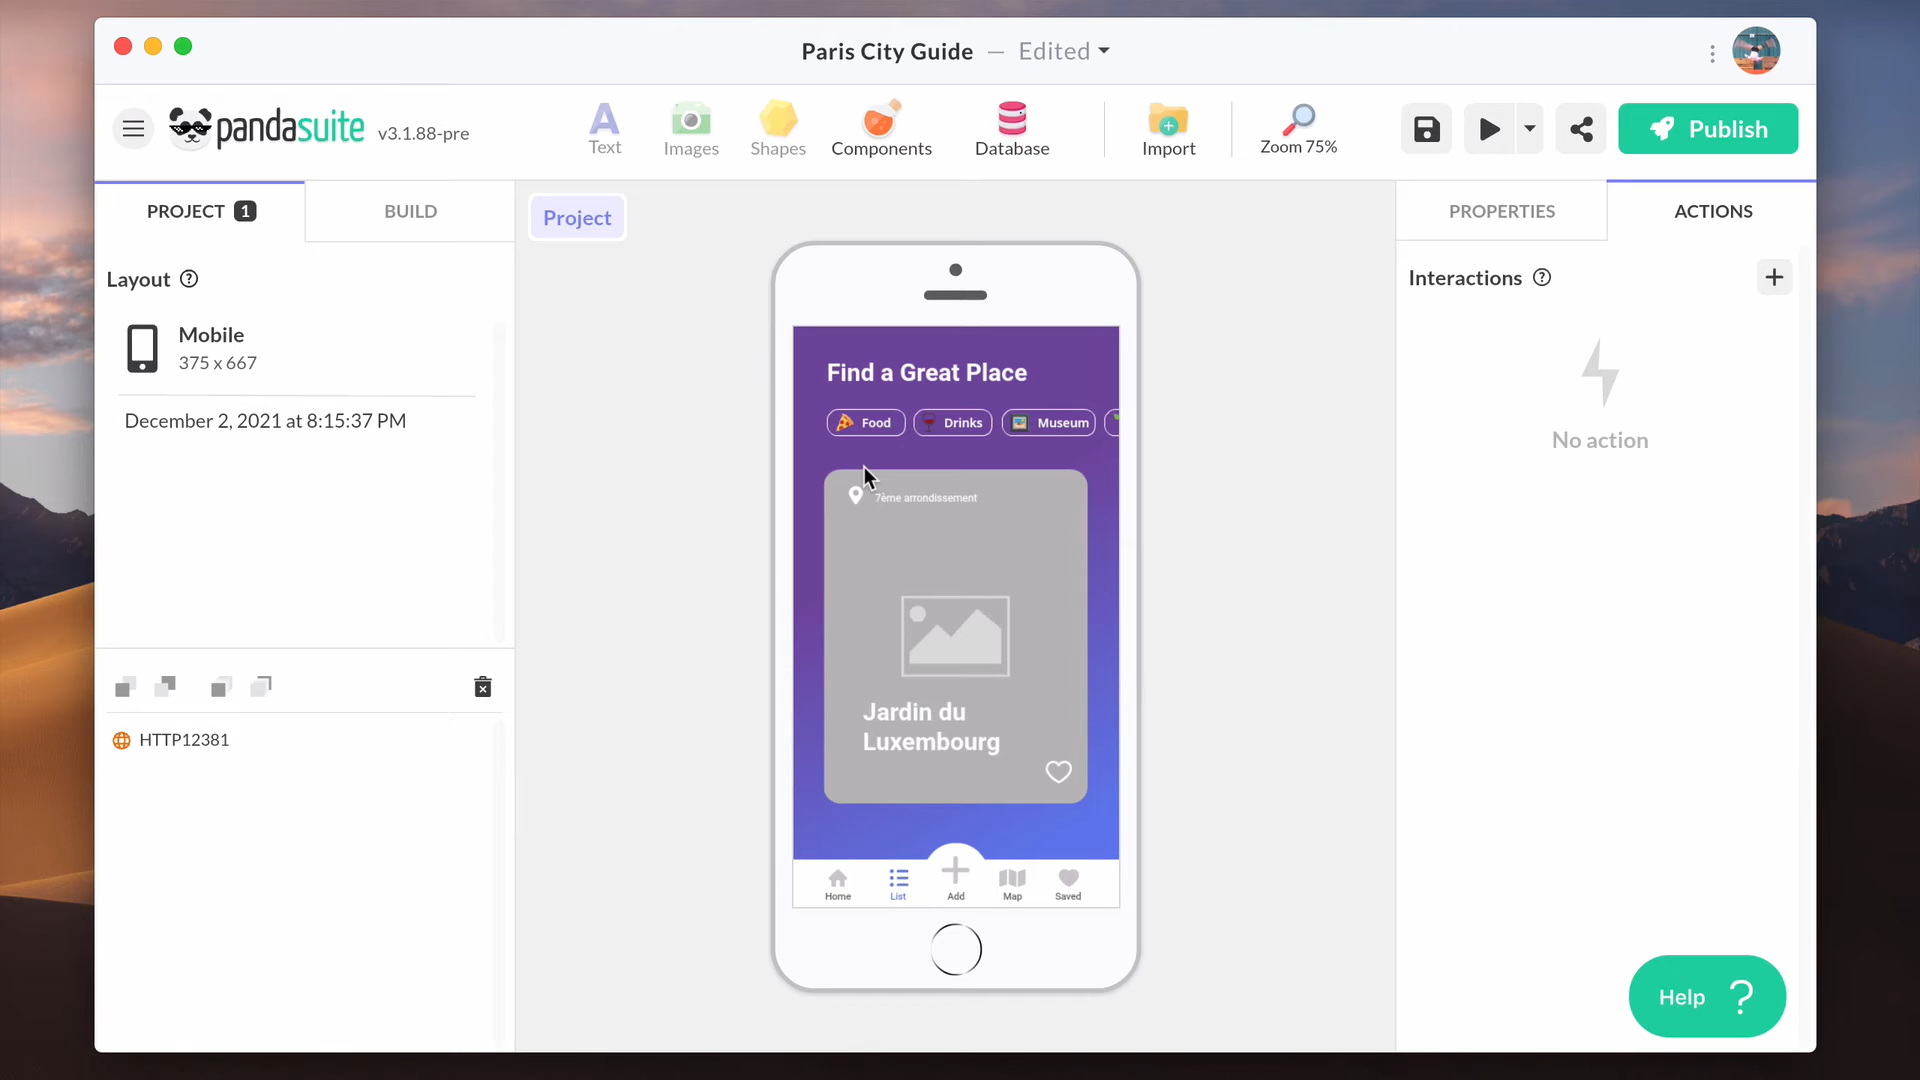 Paris City Guide — Edited
pandasuite v3.1.88-pre
Text
Images
Shapes
Components
Database
Import
Zoom 75%
Publish
PROJECT 1
BUILD
Project
PROPERTIES
ACTIONS
Layout ?
Mobile
375 x 667
December 2, 2021 at 8:15:37 PM
HTTP12381
Find a Great Place
Food
Drinks
Museum
7ème arrondissement
Jardin du
Luxembourg
Home
List
Add
Map
Saved
Interactions ?
No action
Help ?